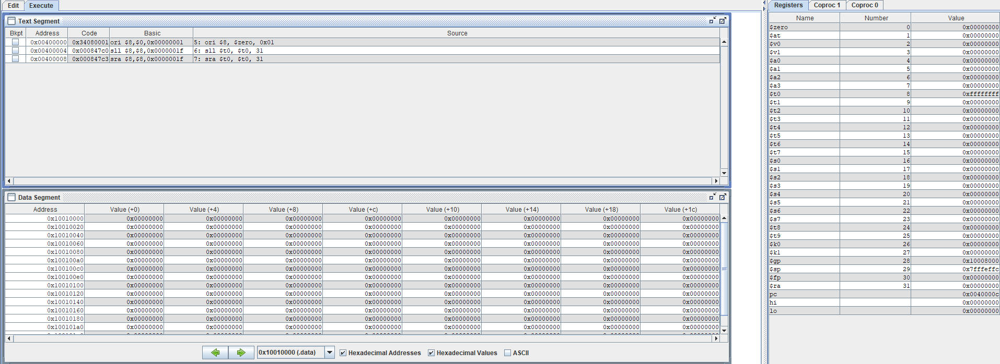 Edit Execute
Text Segment
Bkpt Address Code Basic Source
0x00400000 0x34080001 ori $8,$0,0x00000001 5: ori $8, $zero, 0x01
0x00400004 0x000847c0 sll $8,$8,0x0000001f 6: sll $t0, $t0, 31
0x00400008 0x000847c3 sra $8,$8,0x0000001f 7: sra $t0, $t0, 31
Data Segment
Address Value (+0) Value (+4) Value (+8) Value (+c) Value (+10) Value (+14) Value (+18) Value (+1c)
0x10010000 0x00000000 0x00000000 0x00000000 0x00000000 0x00000000 0x00000000 0x00000000 0x00000000
0x10010020 0x00000000 0x00000000 0x00000000 0x00000000 0x00000000 0x00000000 0x00000000 0x00000000
0x10010040 0x00000000 0x00000000 0x00000000 0x00000000 0x00000000 0x00000000 0x00000000 0x00000000
0x10010060 0x00000000 0x00000000 0x00000000 0x00000000 0x00000000 0x00000000 0x00000000 0x00000000
0x10010080 0x00000000 0x00000000 0x00000000 0x00000000 0x00000000 0x00000000 0x00000000 0x00000000
0x100100a0 0x00000000 0x00000000 0x00000000 0x00000000 0x00000000 0x00000000 0x00000000 0x00000000
0x100100c0 0x00000000 0x00000000 0x00000000 0x00000000 0x00000000 0x00000000 0x00000000 0x00000000
0x100100e0 0x00000000 0x00000000 0x00000000 0x00000000 0x00000000 0x00000000 0x00000000 0x00000000
0x10010100 0x00000000 0x00000000 0x00000000 0x00000000 0x00000000 0x00000000 0x00000000 0x00000000
0x10010120 0x00000000 0x00000000 0x00000000 0x00000000 0x00000000 0x00000000 0x00000000 0x00000000
0x10010140 0x00000000 0x00000000 0x00000000 0x00000000 0x00000000 0x00000000 0x00000000 0x00000000
0x10010160 0x00000000 0x00000000 0x00000000 0x00000000 0x00000000 0x00000000 0x00000000 0x00000000
0x10010180 0x00000000 0x00000000 0x00000000 0x00000000 0x00000000 0x00000000 0x00000000 0x00000000
0x100101a0 0x00000000 0x00000000 0x00000000 0x00000000 0x00000000 0x00000000 0x00000000 0x00000000
0x10010000 (.data) Hexadecimal Addresses Hexadecimal Values ASCII
Registers Coproc 1 Coproc 0
Name Number Value
$zero 0 0x00000000
$at 1 0x00000000
$v0 2 0x00000000
$v1 3 0x00000000
$a0 4 0x00000000
$a1 5 0x00000000
$a2 6 0x00000000
$a3 7 0x00000000
$t0 8 0xffffffff
$t1 9 0x00000000
$t2 10 0x00000000
$t3 11 0x00000000
$t4 12 0x00000000
$t5 13 0x00000000
$t6 14 0x00000000
$t7 15 0x00000000
$s0 16 0x00000000
$s1 17 0x00000000
$s2 18 0x00000000
$s3 19 0x00000000
$s4 20 0x00000000
$s5 21 0x00000000
$s6 22 0x00000000
$s7 23 0x00000000
$t8 24 0x00000000
$t9 25 0x00000000
$k0 26 0x00000000
$k1 27 0x00000000
$gp 28 0x10008000
$sp 29 0x7fffeffc
$fp 30 0x00000000
$ra 31 0x00000000
pc 0x0040000c
hi 0x00000000
lo 0x00000000